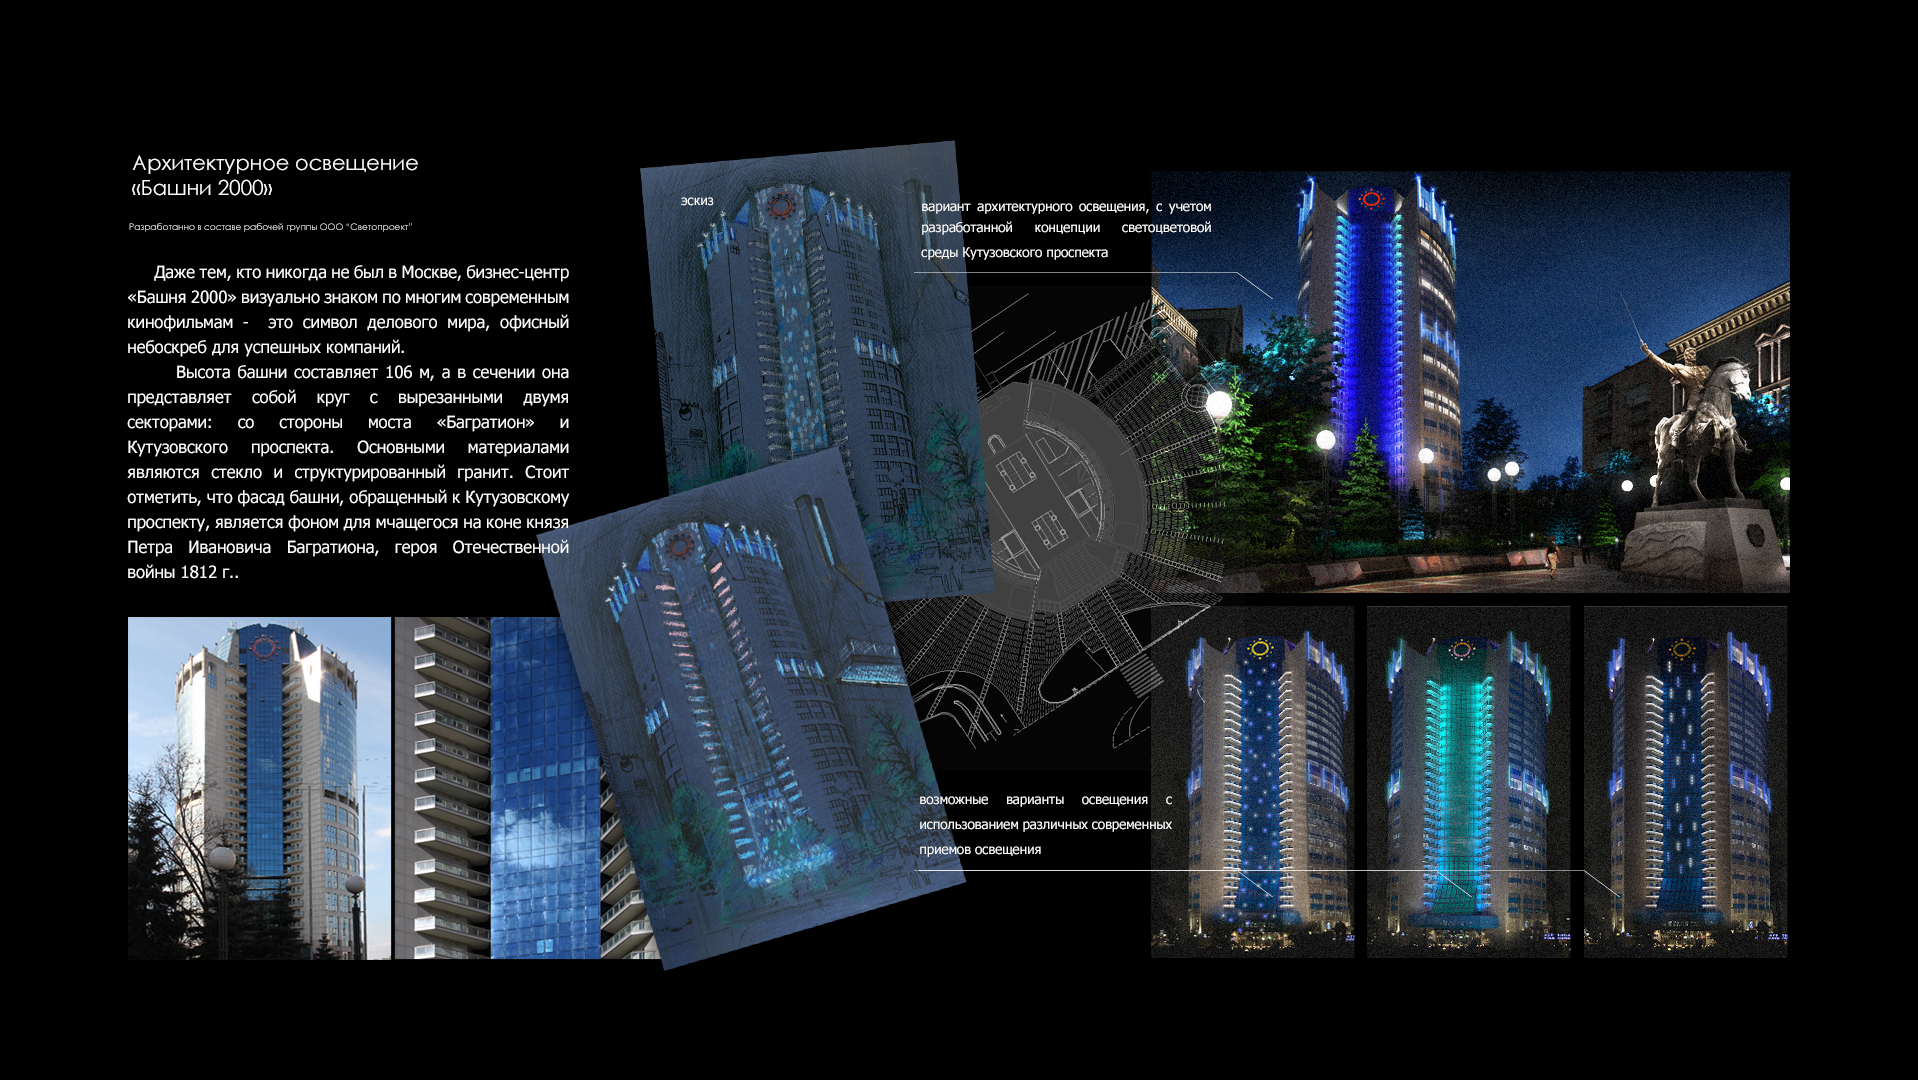 Архитектурное освещение
«Башни 2000»
Разработанно в составе рабочей группы ООО "Светопроект"
Даже тем, кто никогда не был в Москве, бизнес-центр
«Башня 2000» визуально знаком по многим современным
кинофильмам - это символ делового мира, офисный
небоскреб для успешных компаний.
Высота башни составляет 106 м, а в сечении она
представляет собой круг с вырезанными двумя
секторами: со стороны моста «Багратион» и
Кутузовского проспекта. Основными материалами
являются стекло и структурированный гранит. Стоит
отметить, что фасад башни, обращенный к Кутузовскому
проспекту, является фоном для мчащегося на коне князя
Петра Ивановича Багратиона, героя Отечественной
войны 1812 г..
эскиз
вариант архитектурного освещения, с учетом
разработанной концепции светоцветовой
среды Кутузовского проспекта
возможные варианты освещения с
использованием различных современных
приемов освещения